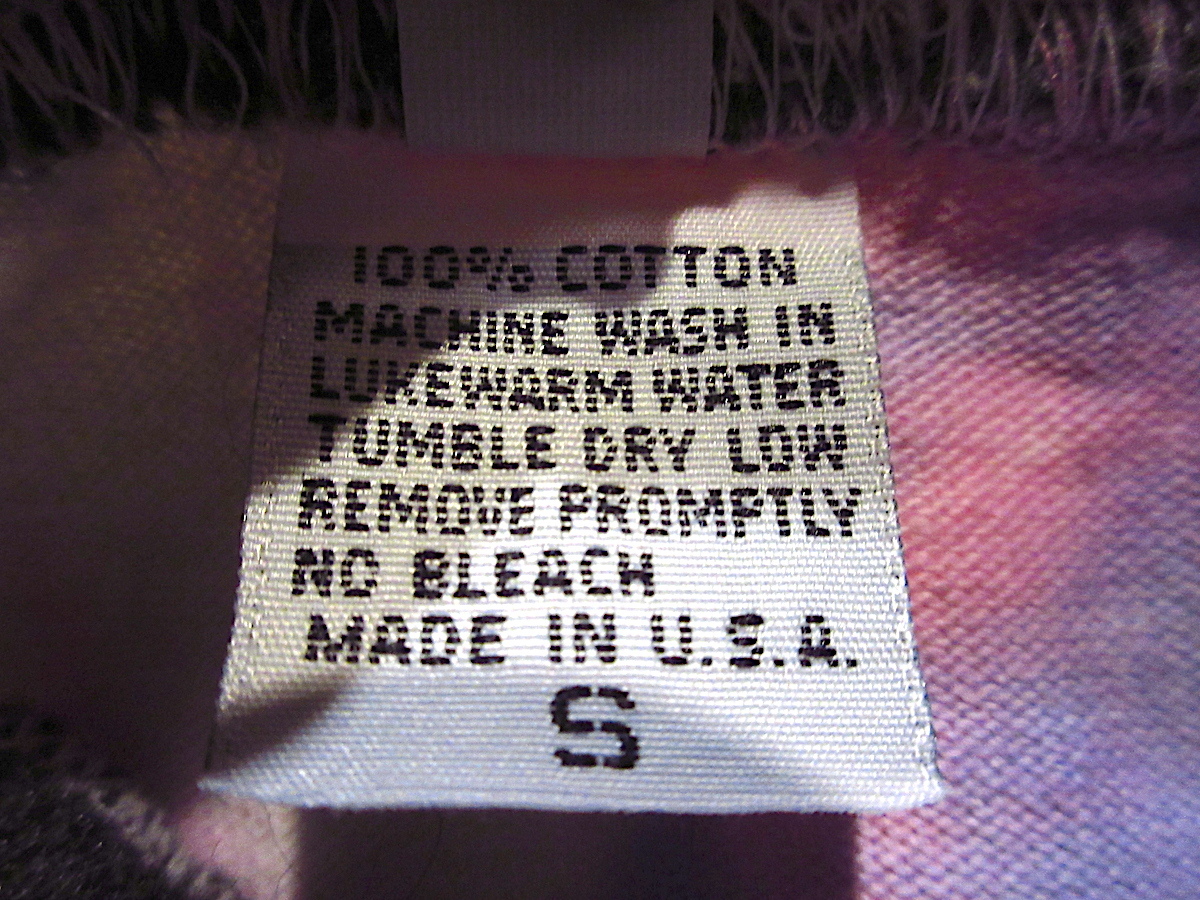 100% COTTON
MACHINE WASH IN
LUKEWARM WATER
TUMBLE DRY LOW
REMOVE PROMPTLY
NO BLEACH
MADE IN U.S.A.
S